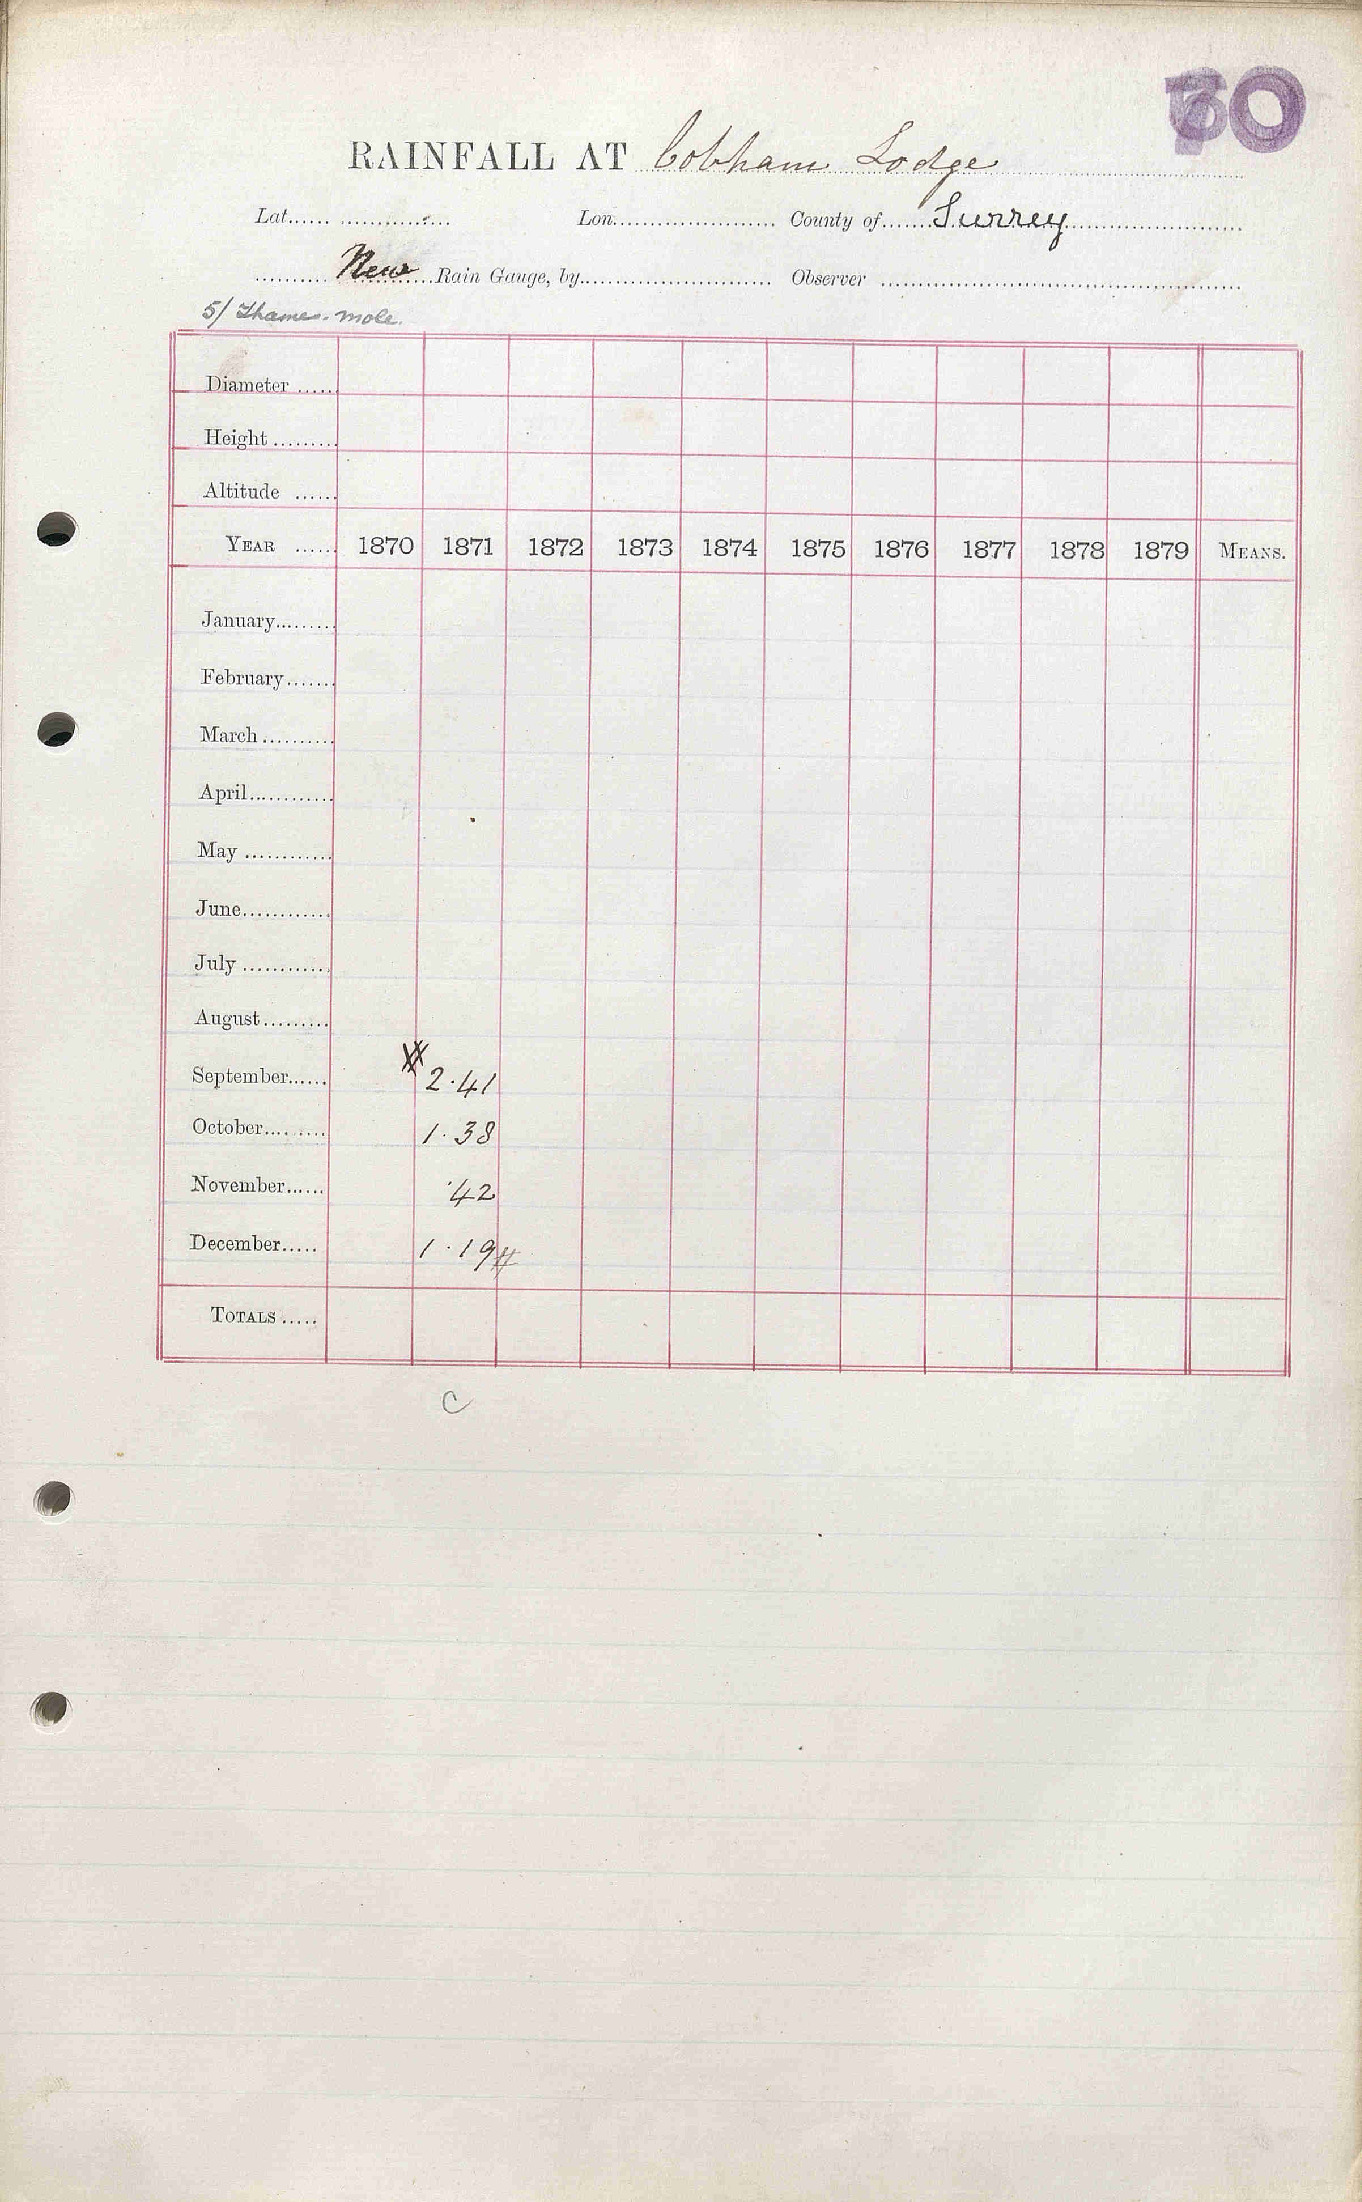 RAINFALL AT Cobham Lodge
Lat. Lon. County of Surrey
New Rain Gauge, by Observer
5/ Thames. mole.
Diameter
Height
Altitude
YEAR 1870 1871 1872 1873 1874 1875 1876 1877 1878 1879 MEANS.
January
February
March
April
May
June
July
August
September 2.41
October 1.38
November .42
December 1.19
TOTALS
C